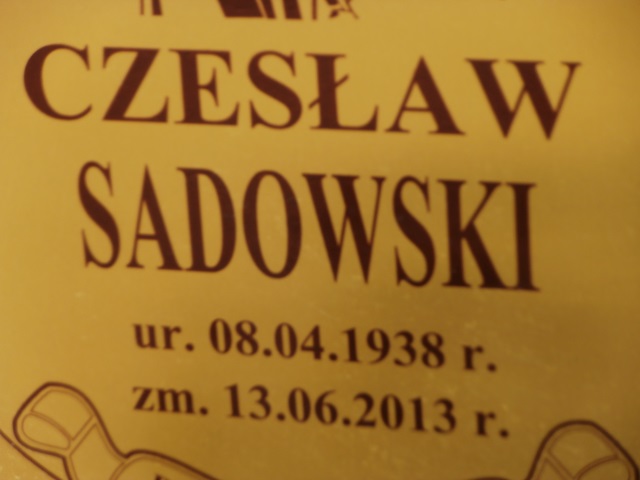 CZESŁAW
SADOWSKI
ur. 08.04.1938 r.
zm. 13.06.2013 r.